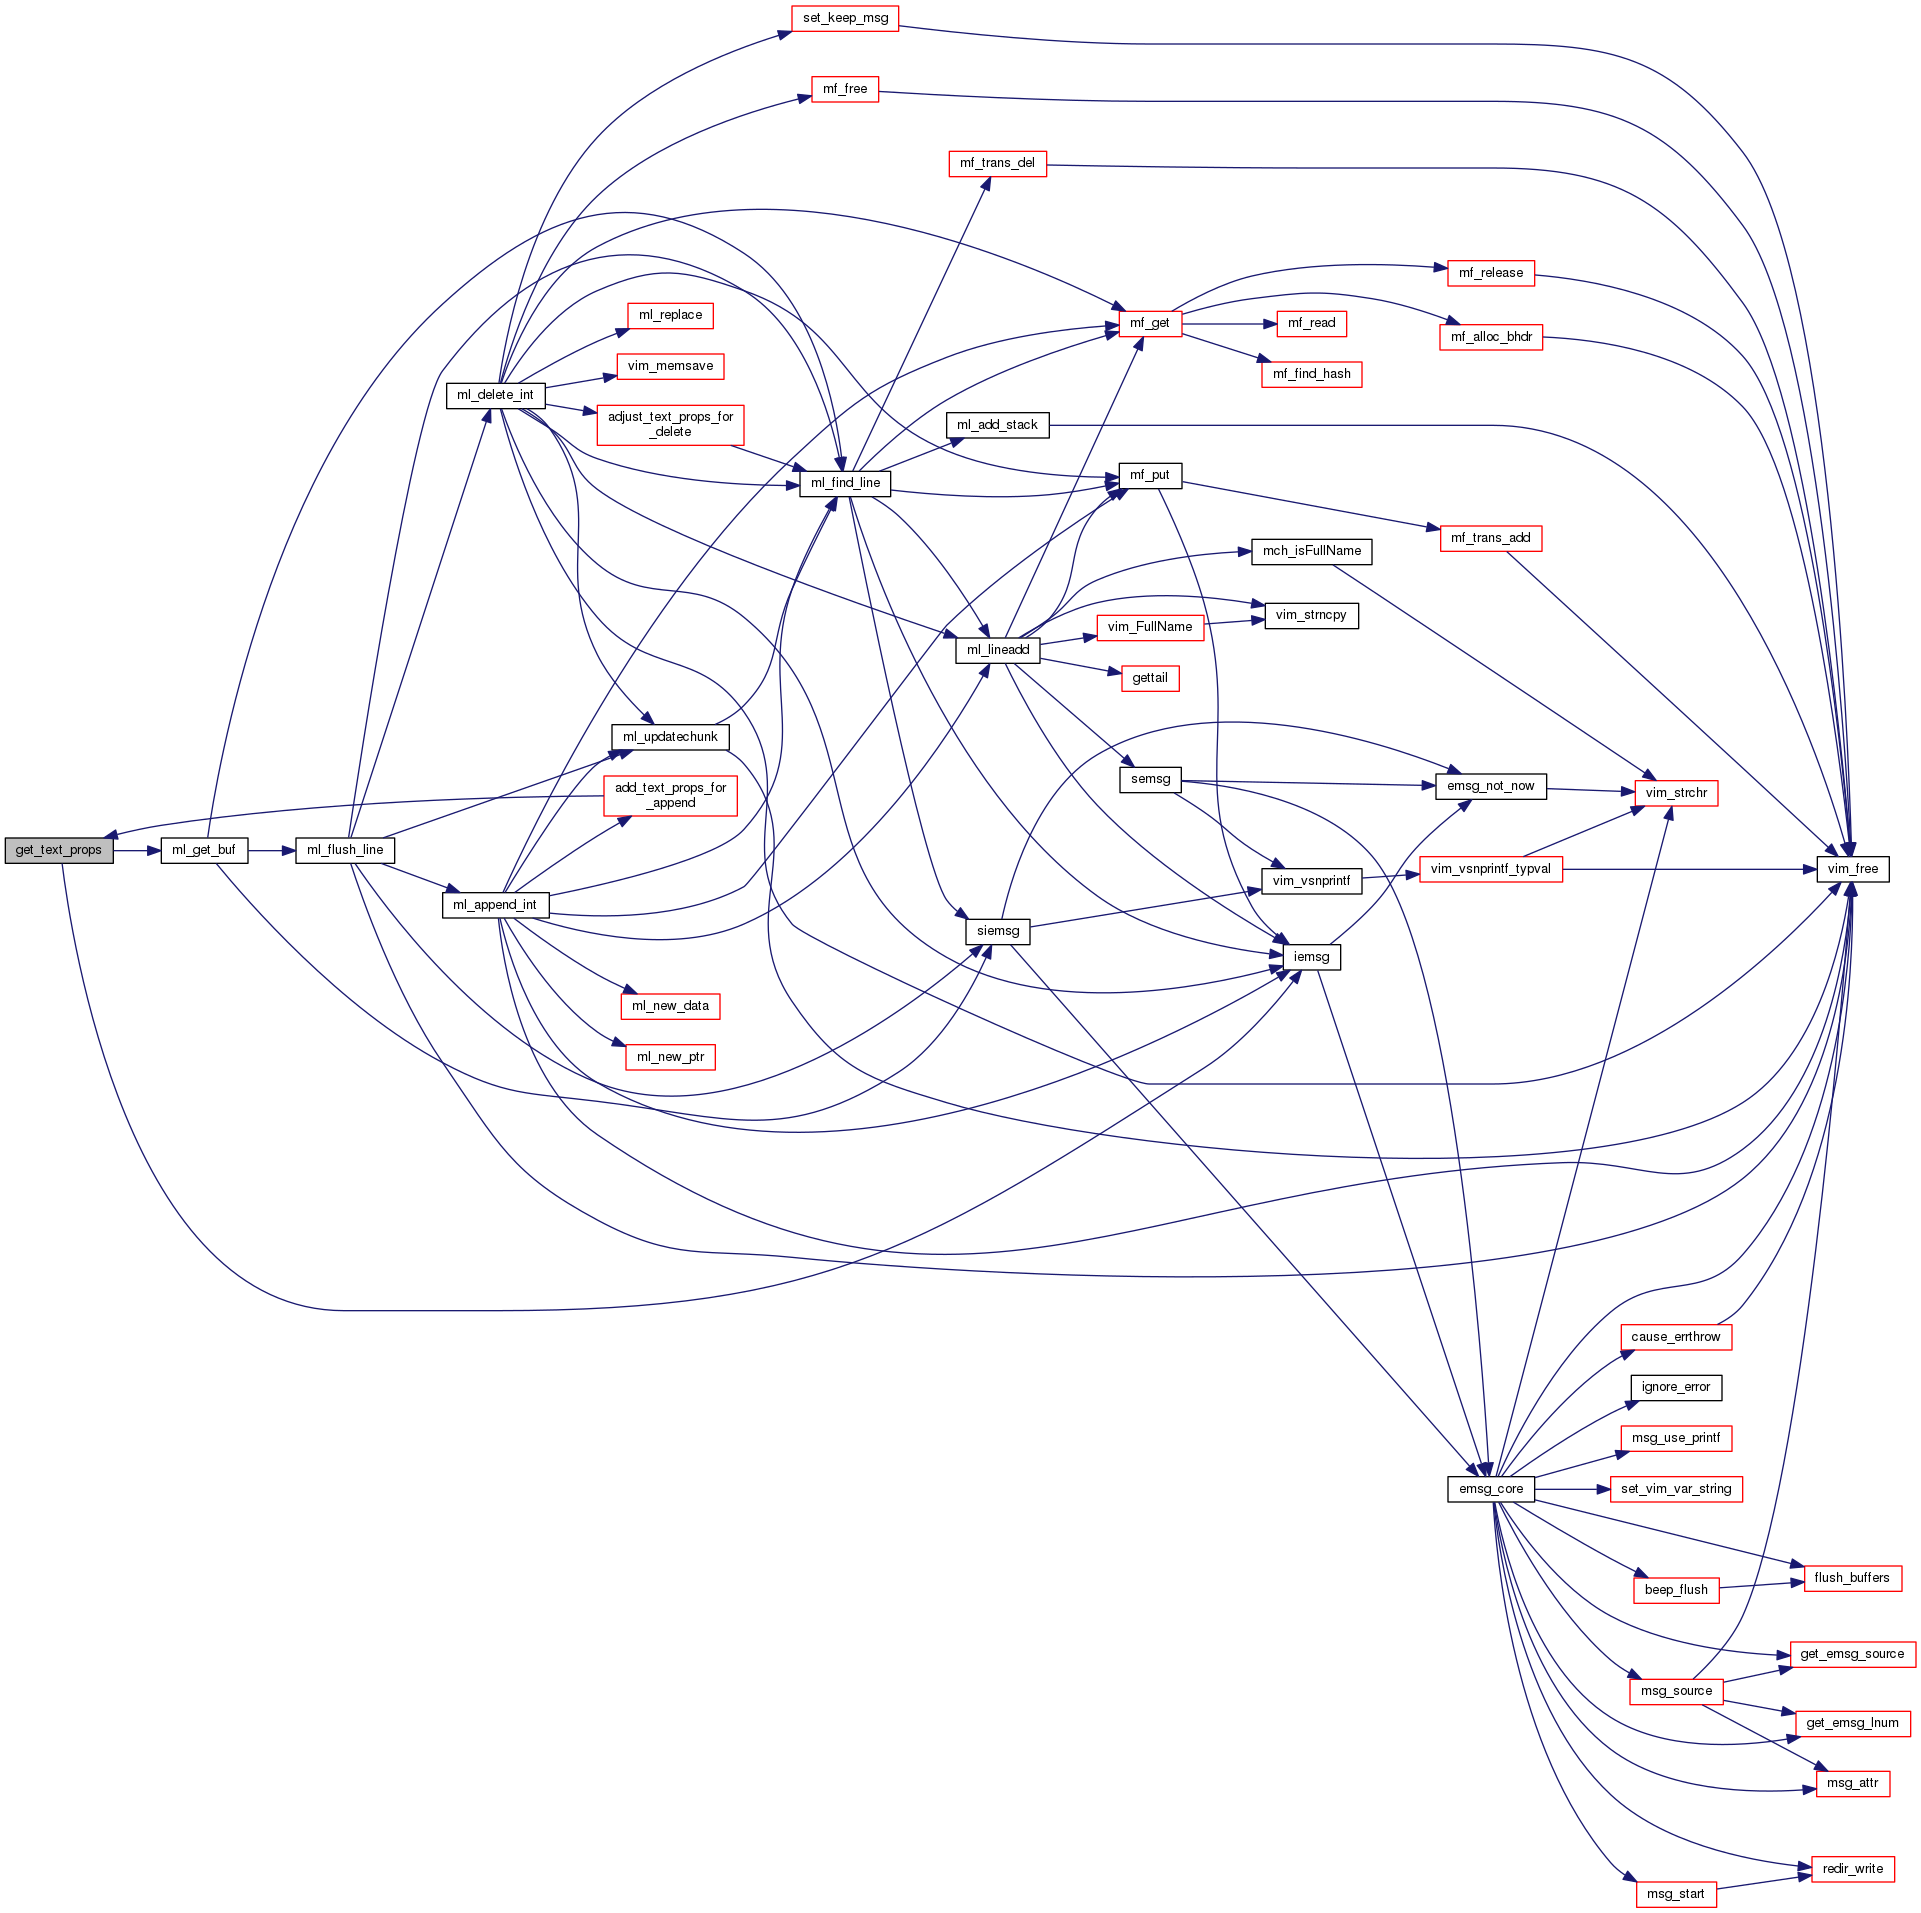 set_keep_msg
mf_free
mf_trans_del
mf_release
ml_replace
mf_get
mf_read
mf_alloc_bhdr
vim_memsave
mf_find_hash
ml_delete_int
adjust_text_props_for
_delete
ml_add_stack
ml_find_line
mf_put
mf_trans_add
mch_isFullName
vim_strncpy
vim_FullName
ml_lineadd
gettail
ml_updatechunk
semsg
emsg_not_now
vim_strchr
add_text_props_for
_append
get_text_props
ml_get_buf
ml_flush_line
vim_vsnprintf
vim_vsnprintf_typval
vim_free
ml_append_int
siemsg
iemsg
ml_new_data
ml_new_ptr
cause_errthrow
ignore_error
msg_use_printf
emsg_core
set_vim_var_string
flush_buffers
beep_flush
get_emsg_source
msg_source
get_emsg_lnum
msg_attr
redir_write
msg_start